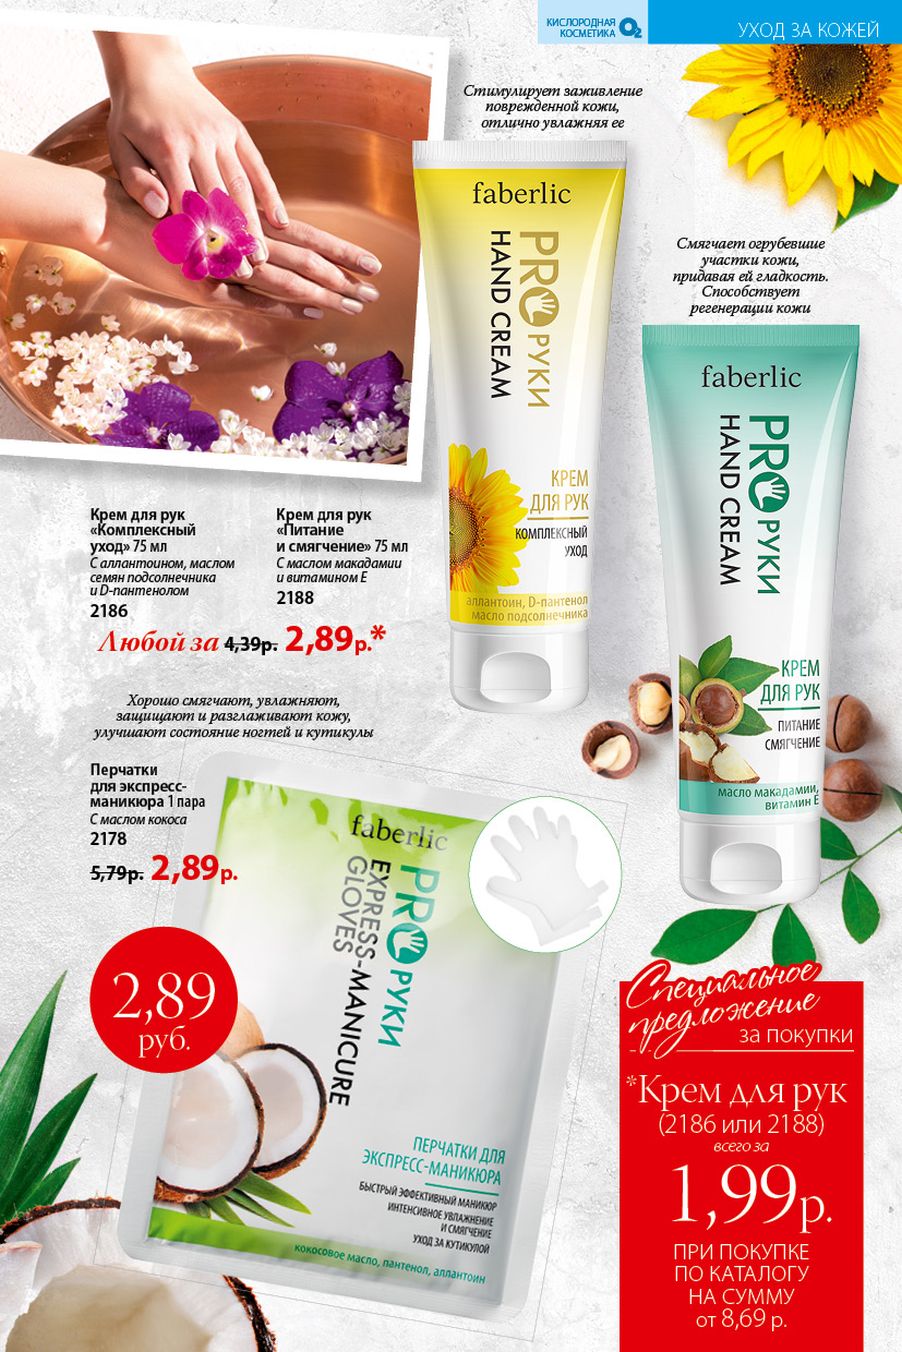 КИСЛОРОДНАЯ
КОСМЕТИКА O2
УХОД ЗА КОЖЕЙ
Стимулирует заживление
поврежденной кожи,
отлично увлажняя ее
faberlic
PRO РУКИ
HAND CREAM
КРЕМ
ДЛЯ РУК
КОМПЛЕКСНЫЙ
УХОД
аллантоин, D-пантенол
масло подсолнечника
Смягчает огрубевшие
участки кожи,
придавая ей гладкость.
Способствует
регенерации кожи
faberlic
PRO РУКИ
HAND CREAM
КРЕМ
ДЛЯ РУК
ПИТАНИЕ
СМЯГЧЕНИЕ
масло макадамии,
витамин Е
Крем для рук
«Комплексный
уход» 75 мл
С аллантоином, маслом
семян подсолнечника
и D-пантенолом
2186
Крем для рук
«Питание
и смягчение» 75 мл
С маслом макадамии
и витамином Е
2188
Любой за 4,39р. 2,89р.*
Хорошо смягчают, увлажняют,
защищают и разглаживают кожу,
улучшают состояние ногтей и кутикулы
Перчатки
для экспресс-
маникюра 1 пара
С маслом кокоса
2178
5,79р. 2,89р.
2,89
руб.
faberlic
PRO РУКИ
EXPRESS-MANICURE
GLOVES
ПЕРЧАТКИ ДЛЯ
ЭКСПРЕСС-МАНИКЮРА
БЫСТРЫЙ ЭФФЕКТИВНЫЙ МАНИКЮР
ИНТЕНСИВНОЕ УВЛАЖНЕНИЕ
И СМЯГЧЕНИЕ
УХОД ЗА КУТИКУЛОЙ
кокосовое масло, пантенол, аллантоин
Специальное
предложение
за покупки
*Крем для рук
(2186 или 2188)
всего за
1,99р.
ПРИ ПОКУПКЕ
ПО КАТАЛОГУ
НА СУММУ
от 8,69 р.